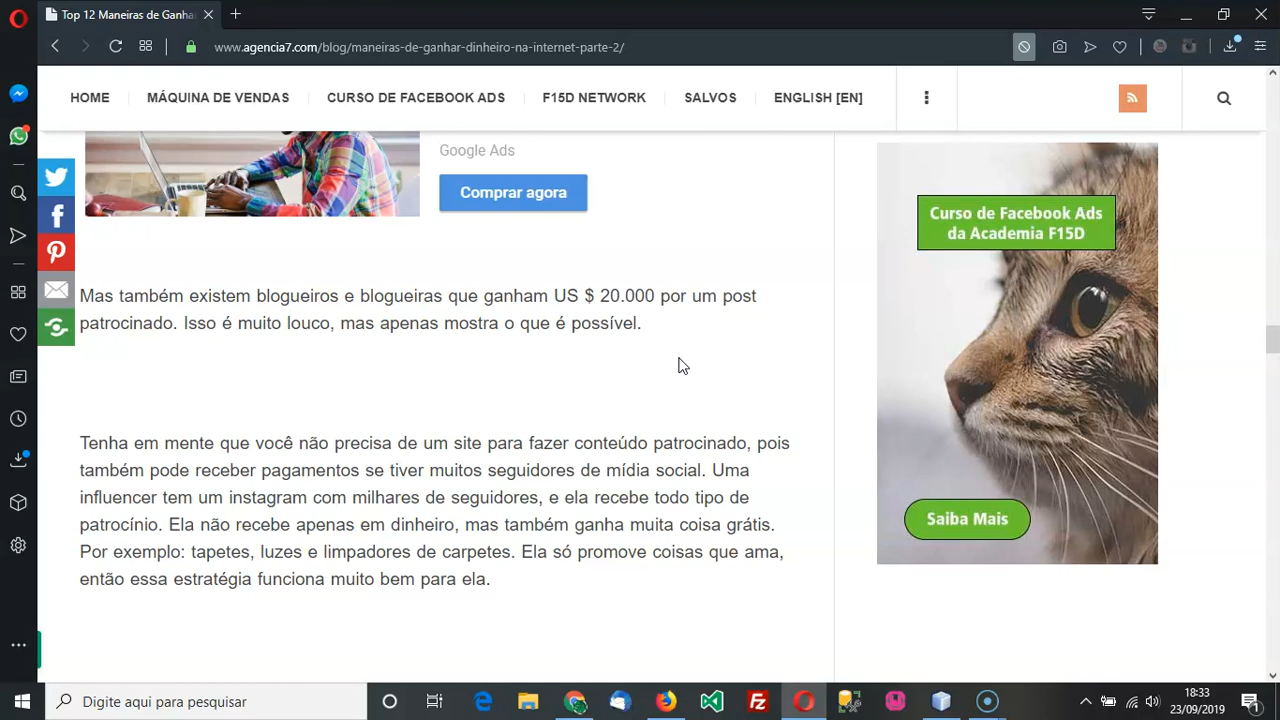 Top 12 Maneiras de Ganha
www.agencia7.com/blog/maneiras-de-ganhar-dinheiro-na-internet-parte-2/
HOME
MÁQUINA DE VENDAS
CURSO DE FACEBOOK ADS
F15D NETWORK
SALVOS
ENGLISH [EN]
Google Ads
Comprar agora
Mas também existem blogueiros e blogueiras que ganham US $ 20.000 por um post
patrocinado. Isso é muito louco, mas apenas mostra o que é possível.
Tenha em mente que você não precisa de um site para fazer conteúdo patrocinado, pois
também pode receber pagamentos se tiver muitos seguidores de mídia social. Uma
influencer tem um instagram com milhares de seguidores, e ela recebe todo tipo de
patrocínio. Ela não recebe apenas em dinheiro, mas também ganha muita coisa grátis.
Por exemplo: tapetes, luzes e limpadores de carpetes. Ela só promove coisas que ama,
então essa estratégia funciona muito bem para ela.
Curso de Facebook Ads
da Academia F15D
Saiba Mais
Digite aqui para pesquisar
18:33
23/09/2019